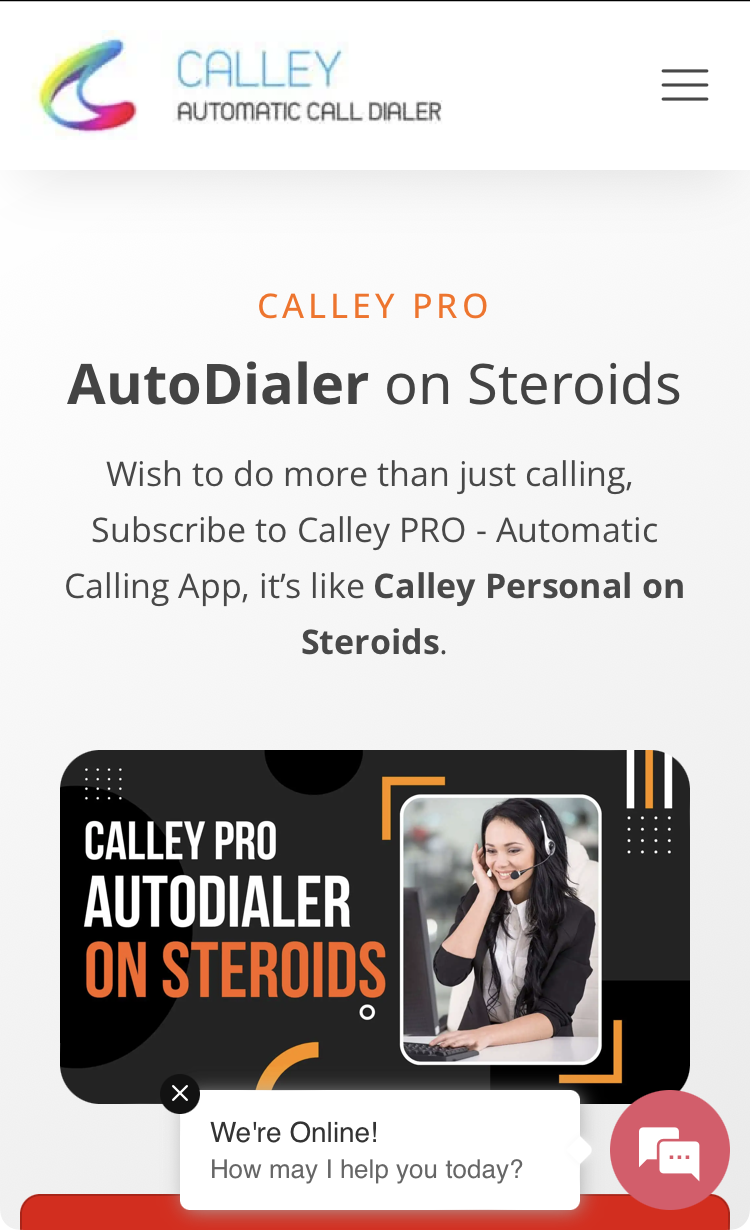 CALLEY
AUTOMATIC CALL DIALER
CALLEY PRO
AutoDialer on Steroids
Wish to do more than just calling,
Subscribe to Calley PRO - Automatic
Calling App, it’s like Calley Personal on
Steroids.
CALLEY PRO
AUTODIALER
ON STEROIDS
We're Online!
How may I help you today?